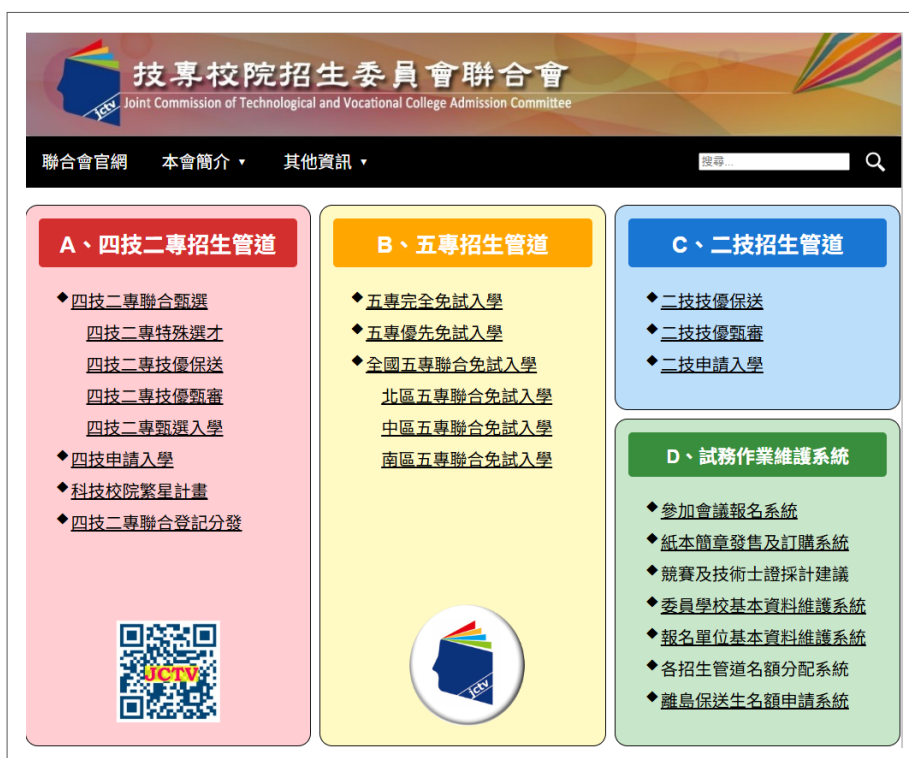 技專校院招生委員會聯合會
Joint Commission of Technological and Vocational College Admission Committee
jctv
聯合會官網 本會簡介 ▾ 其他資訊 ▾ 搜尋...
A、四技二專招生管道
◆四技二專聯合甄選
四技二專特殊選才
四技二專技優保送
四技二專技優甄審
四技二專甄選入學
◆四技申請入學
◆科技校院繁星計畫
◆四技二專聯合登記分發
JCTV
B、五專招生管道
◆五專完全免試入學
◆五專優先免試入學
◆全國五專聯合免試入學
北區五專聯合免試入學
中區五專聯合免試入學
南區五專聯合免試入學
jctv
C、二技招生管道
◆二技技優保送
◆二技技優甄審
◆二技申請入學
D、試務作業維護系統
◆參加會議報名系統
◆紙本簡章發售及訂購系統
◆競賽及技術士證採計建議
◆委員學校基本資料維護系統
◆報名單位基本資料維護系統
◆各招生管道名額分配系統
◆離島保送生名額申請系統